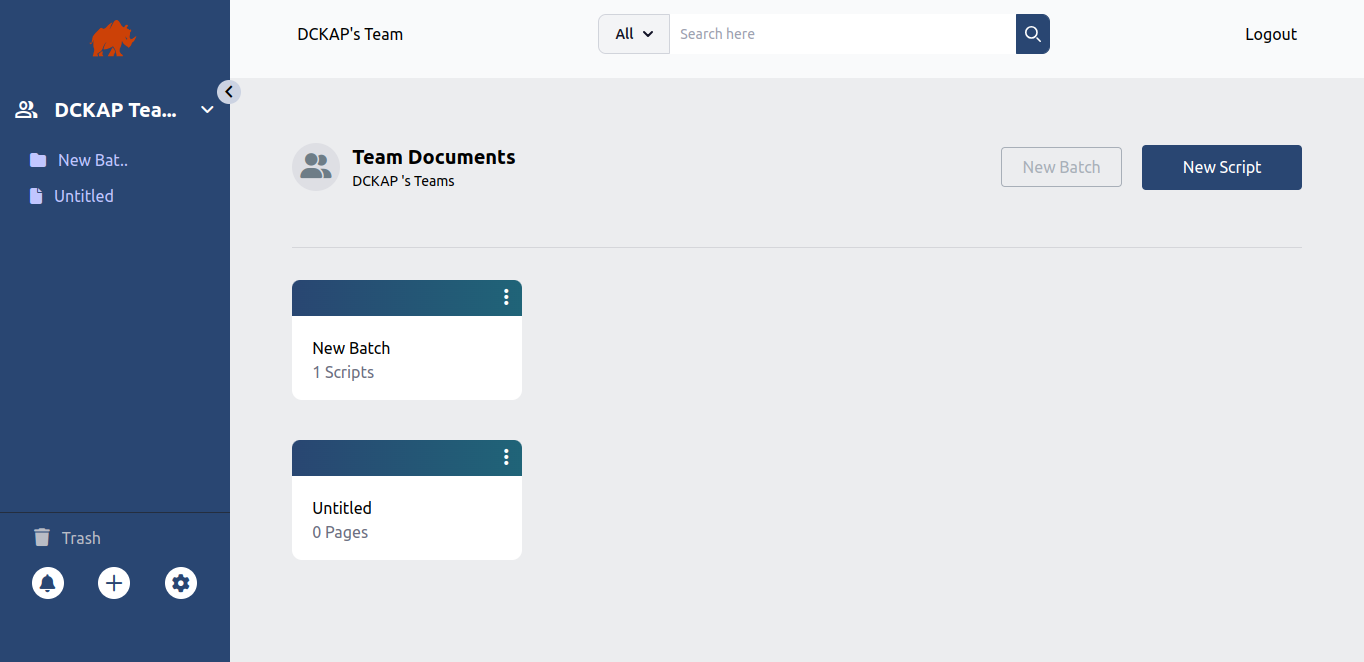 DCKAP's Team
All
Search here
Logout
DCKAP Tea...
New Bat..
Untitled
Team Documents
DCKAP 's Teams
New Batch
New Script
New Batch
1 Scripts
Untitled
0 Pages
Trash